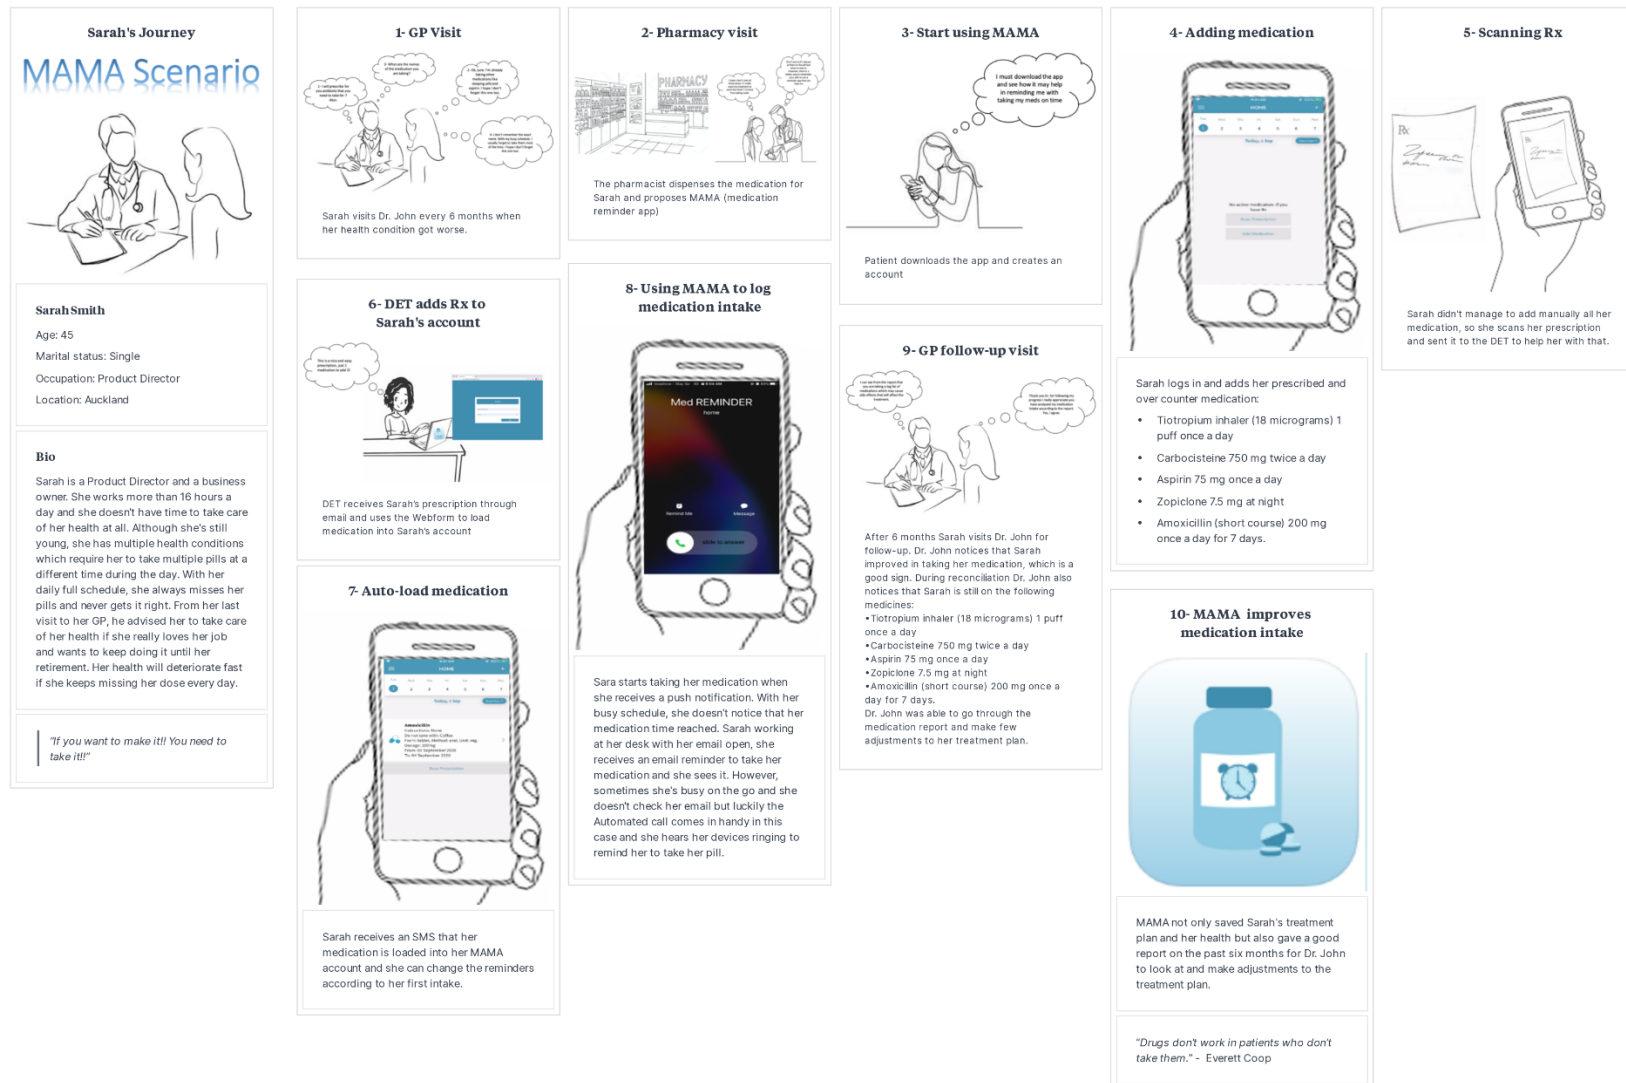 Sarah's Journey
MAMA Scenario
Sarah Smith
Age: 45
Marital status: Single
Occupation: Product Director
Location: Auckland
Bio
Sarah is a Product Director and a business
owner. She works more than 16 hours a
day and she doesn't have time to take care
of her health at all. Although she's still
young, she has multiple health conditions
which require her to take multiple pills at a
different time during the day. With her
daily full schedule, she always misses her
pills and never gets it right. From her last
visit to her GP, he advised her to take care
of her health if she really loves her job
and wants to keep doing it until her
retirement. Her health will deteriorate fast
if she keeps missing her dose every day.
"If you want to make it!! You need to
take it!!"
1- GP Visit
Sarah visits Dr. John every 6 months when
her health condition got worse.
2- Pharmacy visit
PHARMACY
The pharmacist dispenses the medication for
Sarah and proposes MAMA (medication
reminder app)
3- Start using MAMA
I must download the app
and see how it may help
in reminding me with
taking my meds on time
Patient downloads the app and creates an
account
4- Adding medication
HOME
Today, 1 Sep
Sarah logs in and adds her prescribed and
over counter medication:
• Tiotropium inhaler (18 micrograms) 1
puff once a day
• Carbocisteine 750 mg twice a day
• Aspirin 75 mg once a day
• Zopiclone 7.5 mg at night
• Amoxicillin (short course) 200 mg
once a day for 7 days.
5- Scanning Rx
Rx
Sarah didn't manage to add manually all her
medication, so she scans her prescription
and sent it to the DET to help her with that.
6- DET adds Rx to
Sarah's account
DET receives Sarah's prescription through
email and uses the Webform to load
medication into Sarah's account
7- Auto-load medication
HOME
Today, 1 Sep
Amoxicillin
Sarah receives an SMS that her
medication is loaded into her MAMA
account and she can change the reminders
according to her first intake.
8- Using MAMA to log
medication intake
Med REMINDER
home
Remind Me
Message
slide to answer
Sara starts taking her medication when
she receives a push notification. With her
busy schedule, she doesn't notice that her
medication time reached. Sarah working
at her desk with her email open, she
receives an email reminder to take her
medication and she sees it. However,
sometimes she's busy on the go and she
doesn't check her email but luckily the
Automated call comes in handy in this
case and she hears her devices ringing to
remind her to take her pill.
9- GP follow-up visit
After 6 months Sarah visits Dr. John for
follow-up. Dr. John notices that Sarah
improved in taking her medication, which is a
good sign. During reconciliation Dr. John also
notices that Sarah is still on the following
medicines:
•Tiotropium inhaler (18 micrograms) 1 puff
once a day
•Carbocisteine 750 mg twice a day
•Aspirin 75 mg once a day
•Zopiclone 7.5 mg at night
•Amoxicillin (short course) 200 mg once a
day for 7 days.
Dr. John was able to go through the
medication report and make few
adjustments to her treatment plan.
10- MAMA improves
medication intake
MAMA not only saved Sarah's treatment
plan and her health but also gave a good
report on the past six months for Dr. John
to look at and make adjustments to the
treatment plan.
"Drugs don't work in patients who don't
take them." - Everett Coop